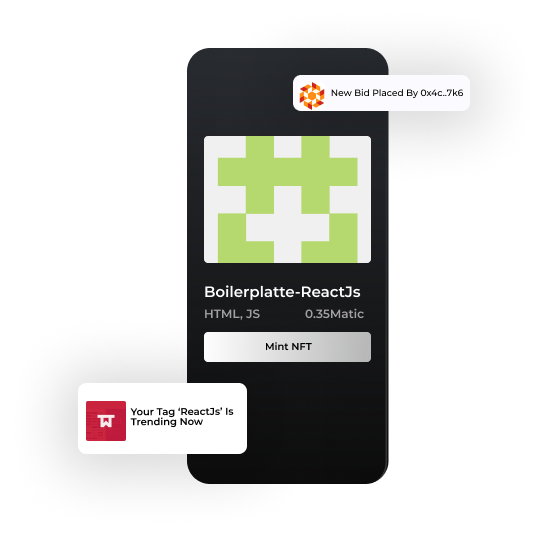 New Bid Placed By 0x4c..7k6
Boilerplatte-ReactJs
HTML, JS
0.35Matic
Mint NFT
Your Tag ‘ReactJs’ Is
Trending Now